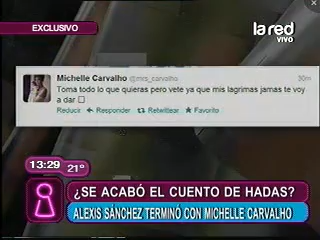 EXCLUSIVO
la red
vivo
Michelle Carvalho @mrs_carvalho 30m
Toma todo lo que quieras pero vete ya que mis lagrimas jamas te voy
a dar
Reducir Responder Retwittear Favorito
13:29 21°
¿SE ACABÓ EL CUENTO DE HADAS?
ALEXIS SÁNCHEZ TERMINÓ CON MICHELLE CARVALHO